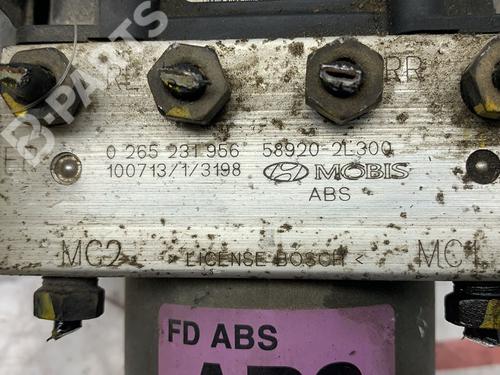 B-PARTS
RL RR
0 265 231 956 58920-2L300
100713/1/3198 MOBIS
ABS
MC2 > LICENSE BOSCH < MC1
FD ABS